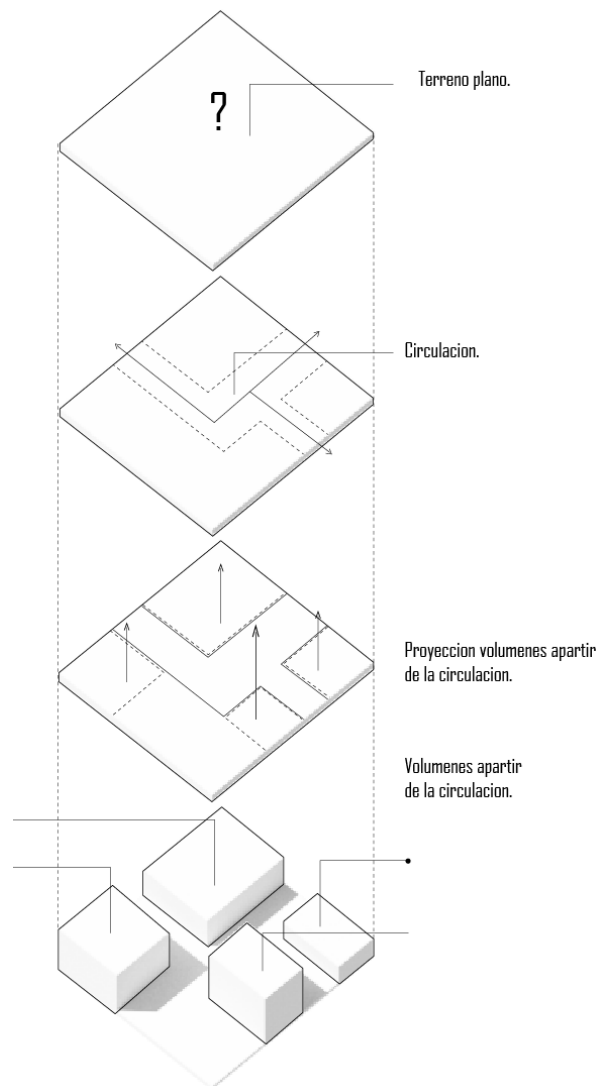 ?
Terreno plano.
Circulacion.
Proyeccion volumenes apartir
de la circulacion.
Volumenes apartir
de la circulacion.